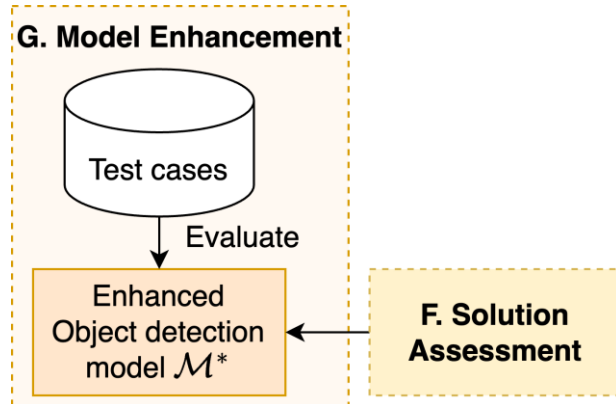 G. Model Enhancement
Test cases
Evaluate
Enhanced
Object detection
model ℳ*
F. Solution
Assessment